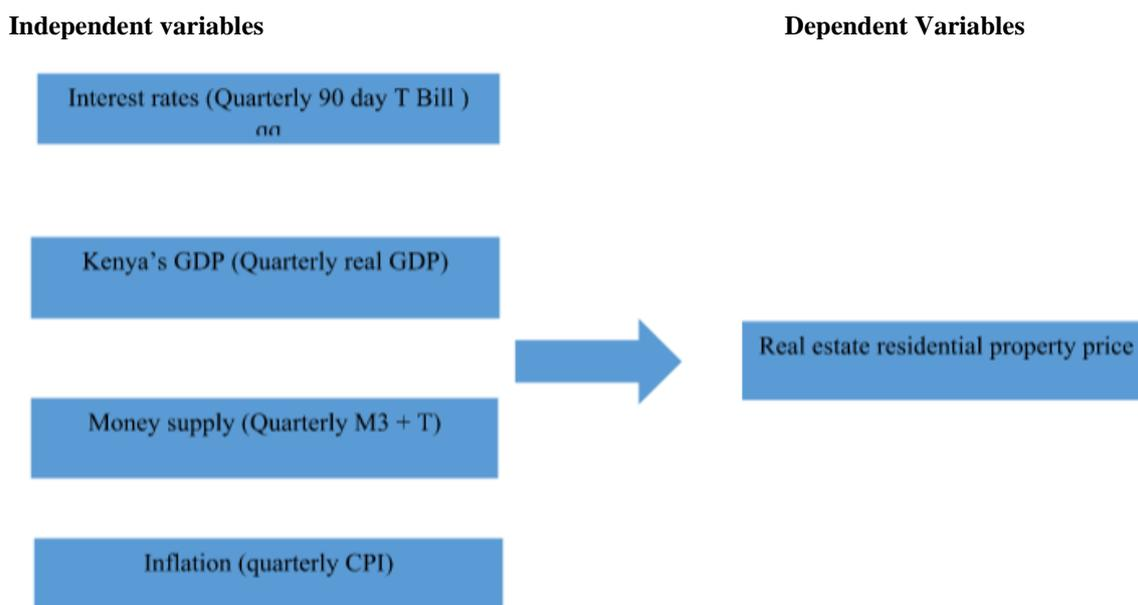 Independent variables
Dependent Variables
Interest rates (Quarterly 90 day T Bill )
Kenya’s GDP (Quarterly real GDP)
Real estate residential property price
Money supply (Quarterly M3 + T)
Inflation (quarterly CPI)